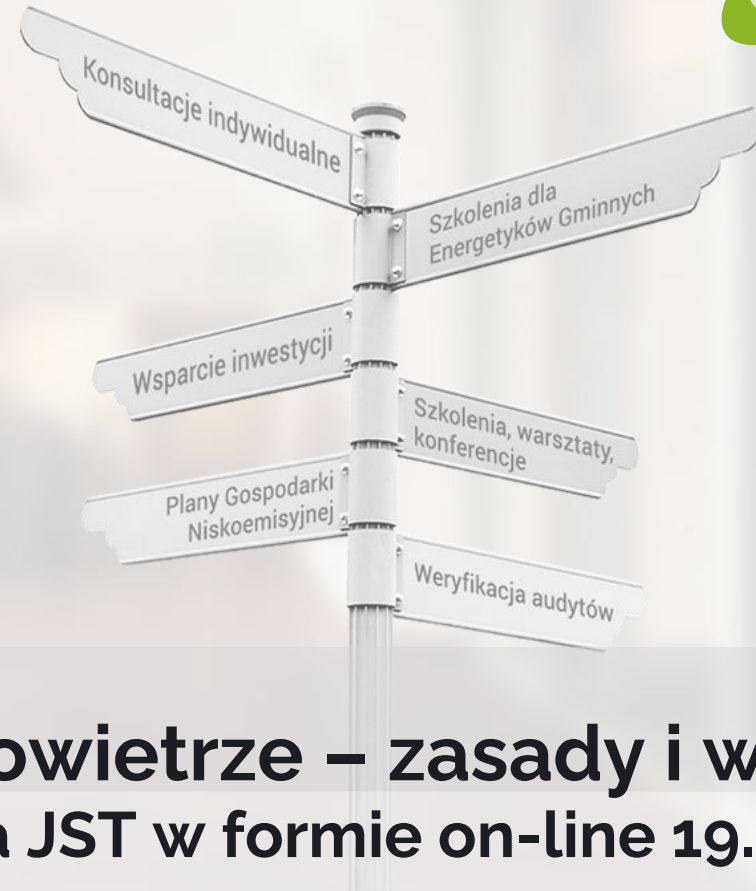 Konsultacje indywidualne
Szkolenia dla
Energetyków Gminnych
Wsparcie inwestycji
Szkolenia, warsztaty,
konferencje
Plany Gospodarki
Niskoemisyjnej
Weryfikacja audytów
owietrze – zasady i w
a JST w formie on-line 19.